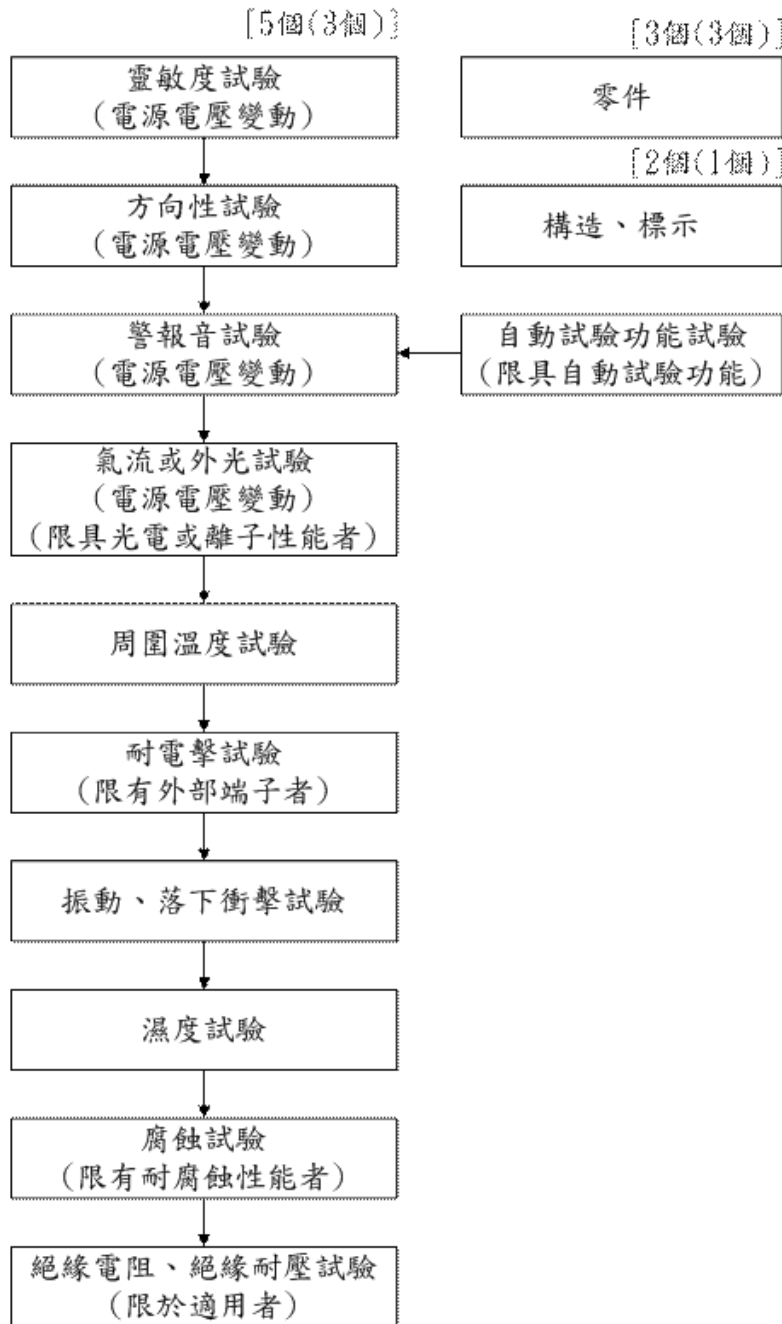 [5個(3個)]
靈敏度試驗
(電源電壓變動)
方向性試驗
(電源電壓變動)
警報音試驗
(電源電壓變動)
氣流或外光試驗
(電源電壓變動)
(限具光電或離子性能者)
周圍溫度試驗
耐電擊試驗
(限有外部端子者)
振動、落下衝擊試驗
濕度試驗
腐蝕試驗
(限有耐腐蝕性能者)
絕緣電阻、絕緣耐壓試驗
(限於適用者)
[3個(3個)]
零件
[2個(1個)]
構造、標示
自動試驗功能試驗
(限具自動試驗功能)